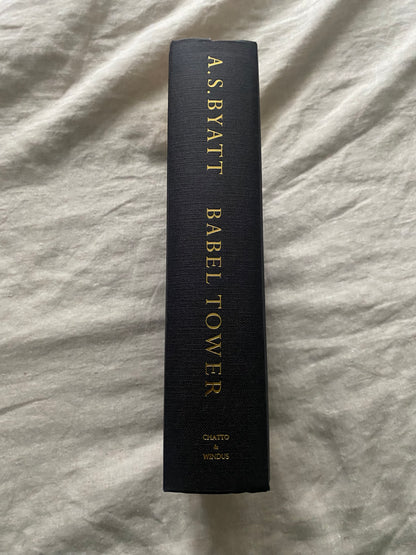 A. S. BYATT BABEL TOWER
CHATTO
&
WINDUS